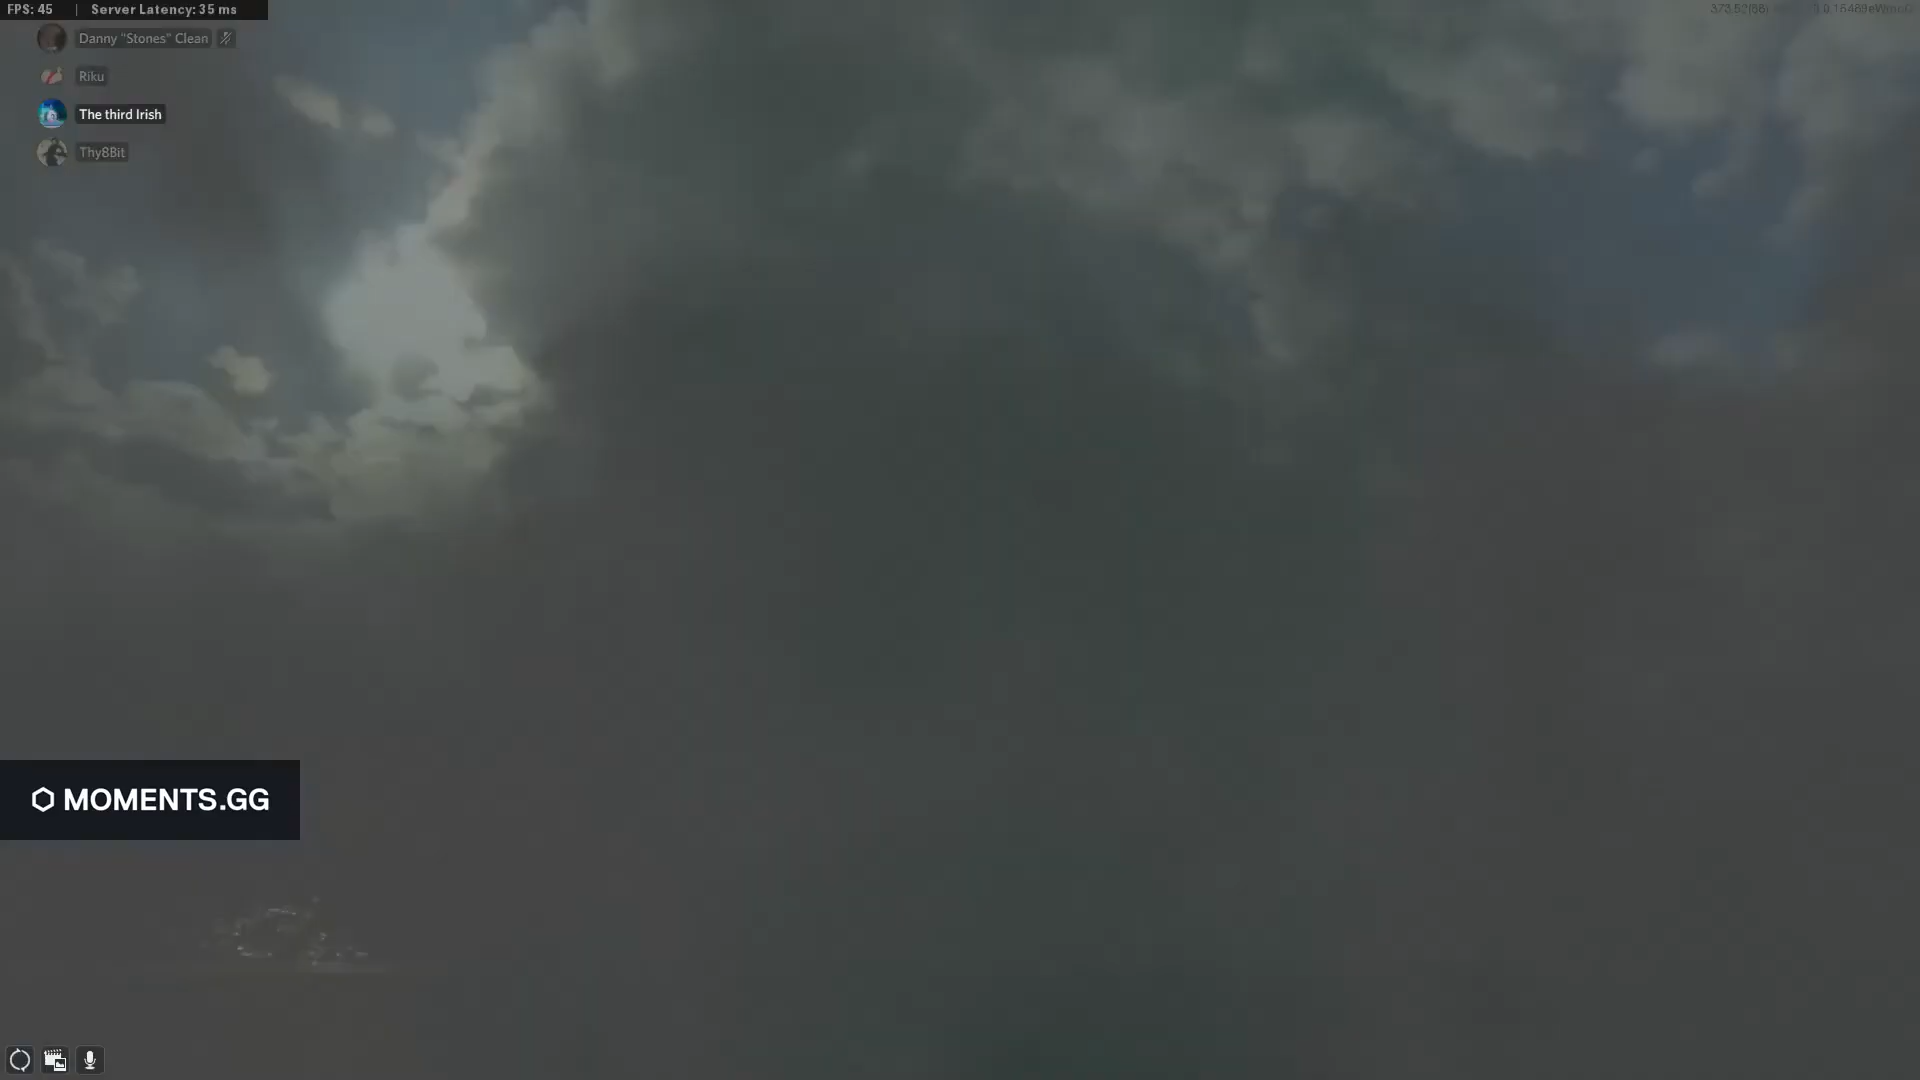 FPS: 45 | Server Latency: 35 ms
Danny "Stones" Clean
Riku
The third Irish
Thy8Bit
MOMENTS.GG